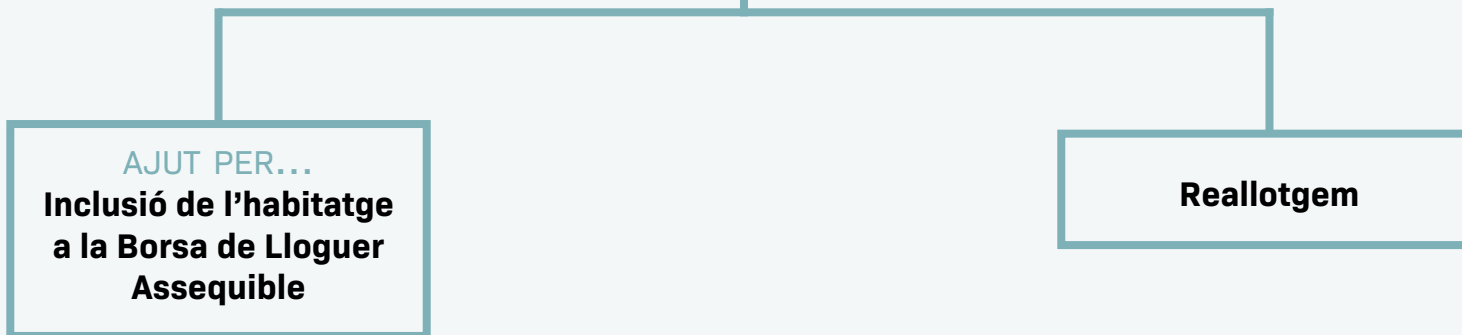 AJUT PER...
Inclusió de l’habitatge
a la Borsa de Lloguer
Assequible
Reallotgem